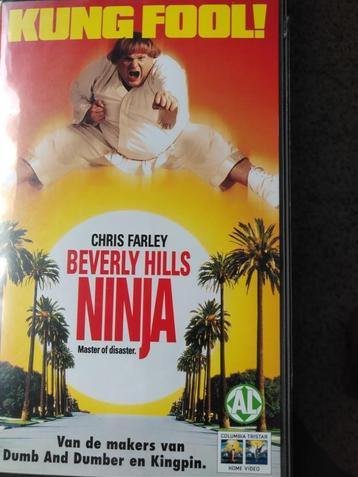 KUNG FOOL!
CHRIS FARLEY
BEVERLY HILLS
NINJA
Master of disaster.
AL
Van de makers van
Dumb And Dumber en Kingpin.
COLUMBIA TRISTAR
HOME VIDEO